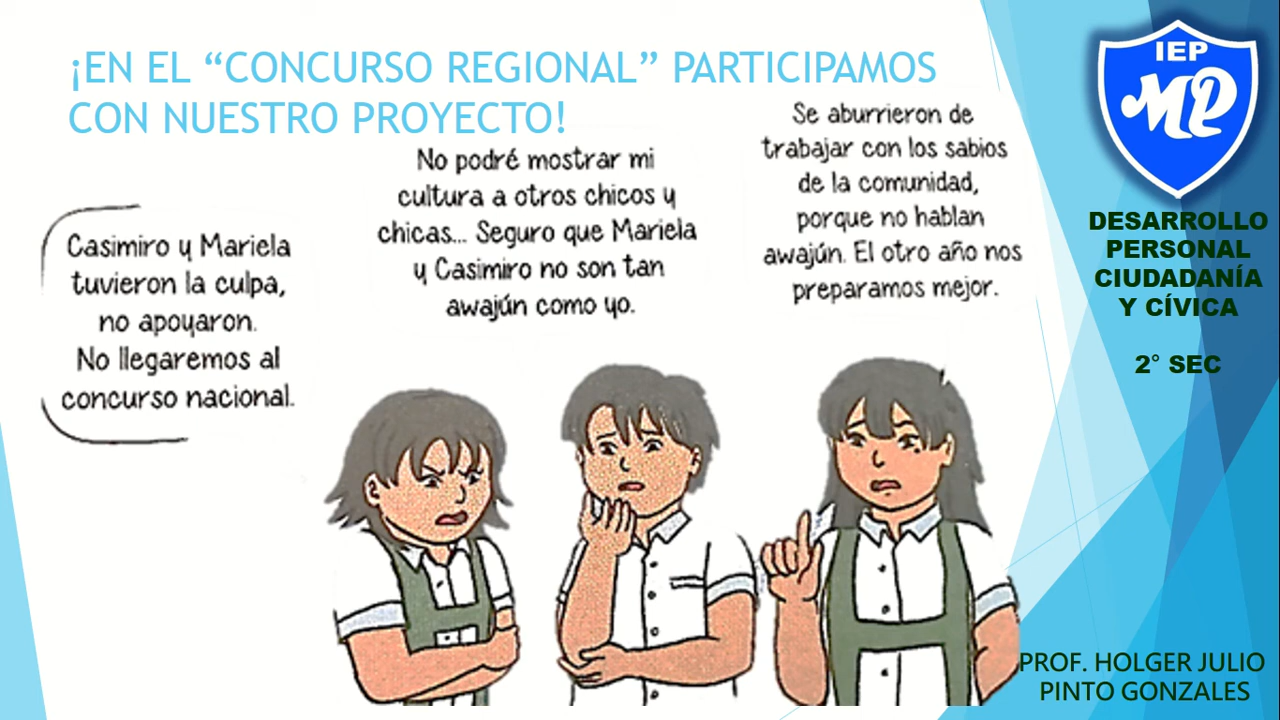 ¡EN EL “CONCURSO REGIONAL” PARTICIPAMOS
CON NUESTRO PROYECTO!
Casimiro y Mariela
tuvieron la culpa,
no apoyaron.
No llegaremos al
concurso nacional.
No podré mostrar mi
cultura a otros chicos y
chicas... Seguro que Mariela
y Casimiro no son tan
awajún como yo.
Se aburrieron de
trabajar con los sabios
de la comunidad,
porque no hablan
awajún. El otro año nos
preparamos mejor.
IEP
MP
DESARROLLO
PERSONAL
CIUDADANÍA
Y CÍVICA
2° SEC
PROF. HOLGER JULIO
PINTO GONZALES